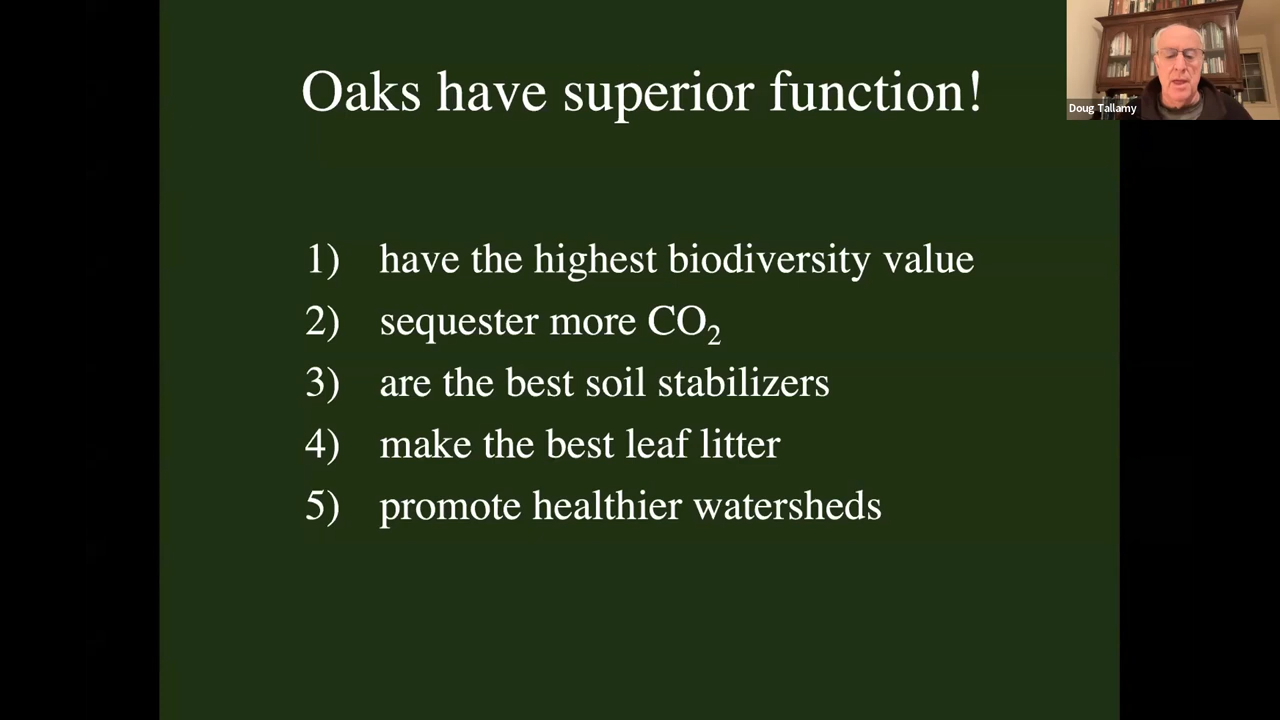 Oaks have superior function!
Doug Tallamy
1) have the highest biodiversity value
2) sequester more CO₂
3) are the best soil stabilizers
4) make the best leaf litter
5) promote healthier watersheds